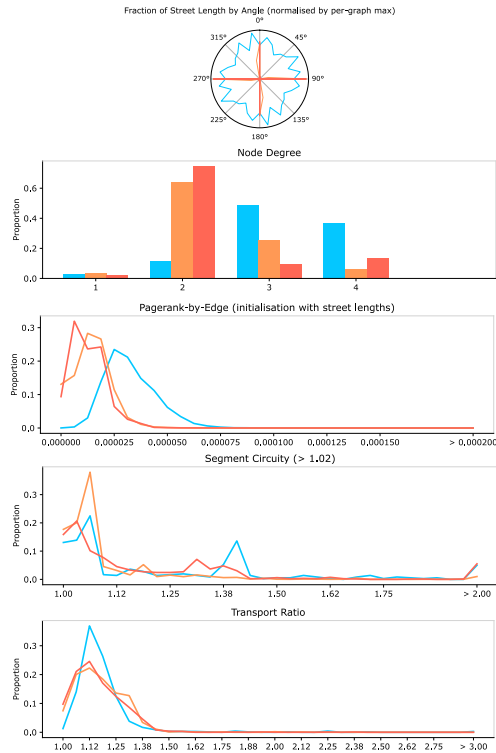 Fraction of Street Length by Angle (normalised by per-graph max)
0°
315° 45°
270° 90°
225° 135°
180°
Node Degree
Proportion
0,6
0,4
0,2
0,0
1 2 3 4
Pagerank-by-Edge (initialisation with street lengths)
Proportion
0,3
0,2
0,1
0,0
0,000000 0,000025 0,000050 0,000075 0,000100 0,000125 0,000150 > 0,000200
Segment Circuity (> 1.02)
Proportion
0,3
0,2
0,1
0,0
1.00 1.12 1.25 1.38 1.50 1.62 1.75 > 2.00
Transport Ratio
Proportion
0,3
0,2
0,1
0,0
1.00 1.12 1.25 1.38 1.50 1.62 1.75 1.88 2.00 2.12 2.25 2.38 2.50 2.62 2.75 > 3.00